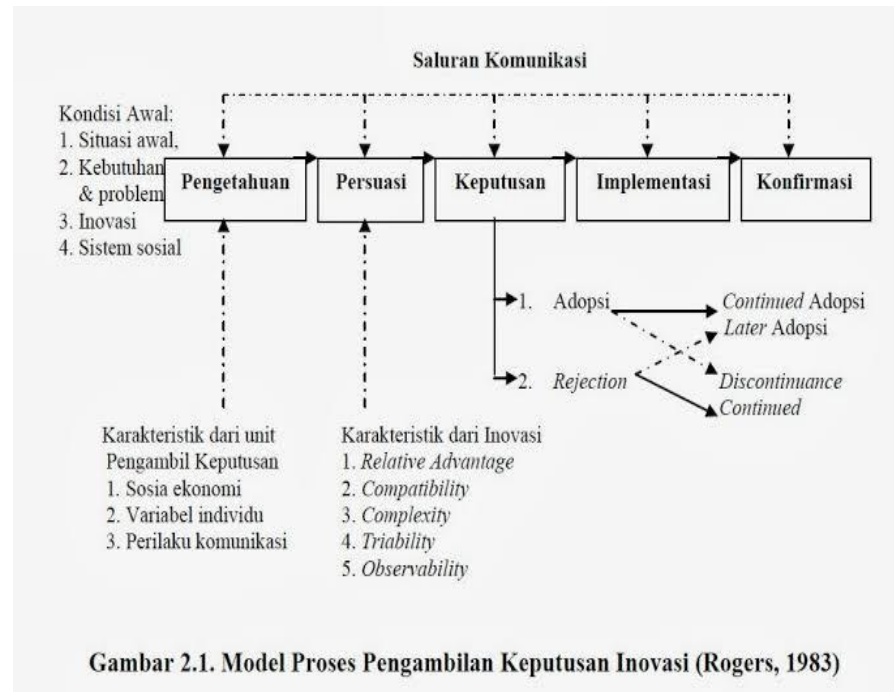 Saluran Komunikasi
Kondisi Awal:
1. Situasi awal,
2. Kebutuhan
& problem
3. Inovasi
4. Sistem sosial
Pengetahuan
Persuasi
Keputusan
Implementasi
Konfirmasi
1. Adopsi
Continued Adopsi
Later Adopsi
2. Rejection
Discontinuance
Continued
Karakteristik dari unit
Pengambil Keputusan
1. Sosia ekonomi
2. Variabel individu
3. Perilaku komunikasi
Karakteristik dari Inovasi
1. Relative Advantage
2. Compatibility
3. Complexity
4. Triability
5. Observability
Gambar 2.1. Model Proses Pengambilan Keputusan Inovasi (Rogers, 1983)